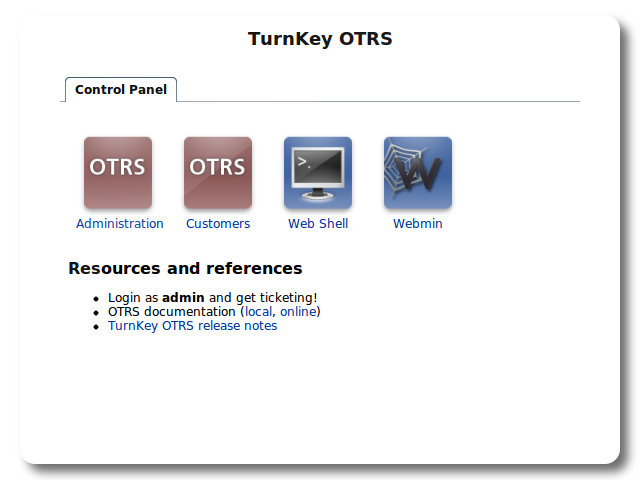 TurnKey OTRS
Control Panel
OTRS OTRS >_ W
Administration Customers Web Shell Webmin
Resources and references
Login as admin and get ticketing!
OTRS documentation (local, online)
TurnKey OTRS release notes